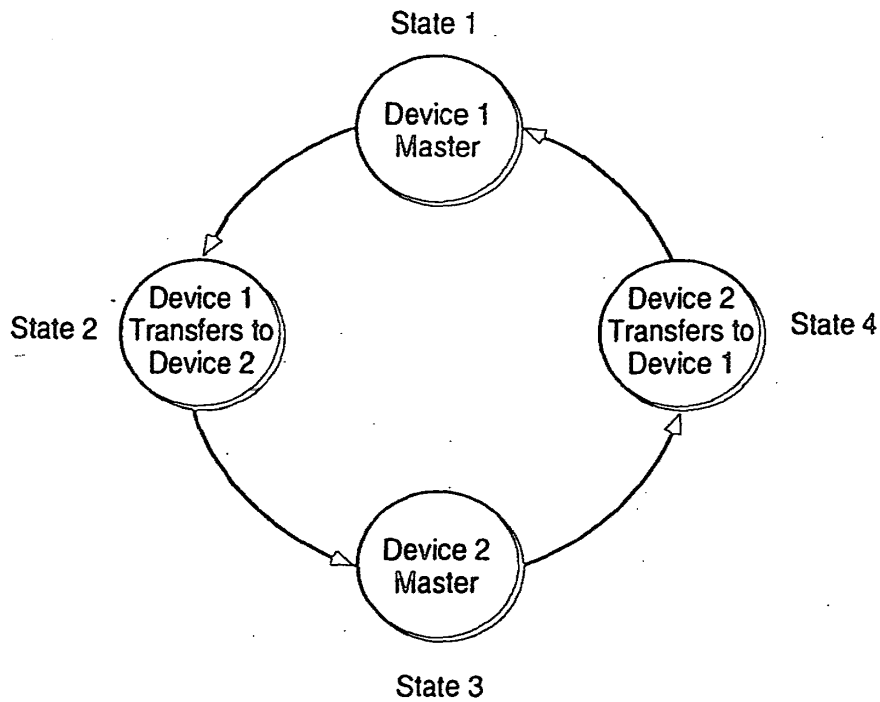 State 1
Device 1
Master
State 2
Device 1
Transfers to
Device 2
Device 2
Transfers to
Device 1
State 4
Device 2
Master
State 3